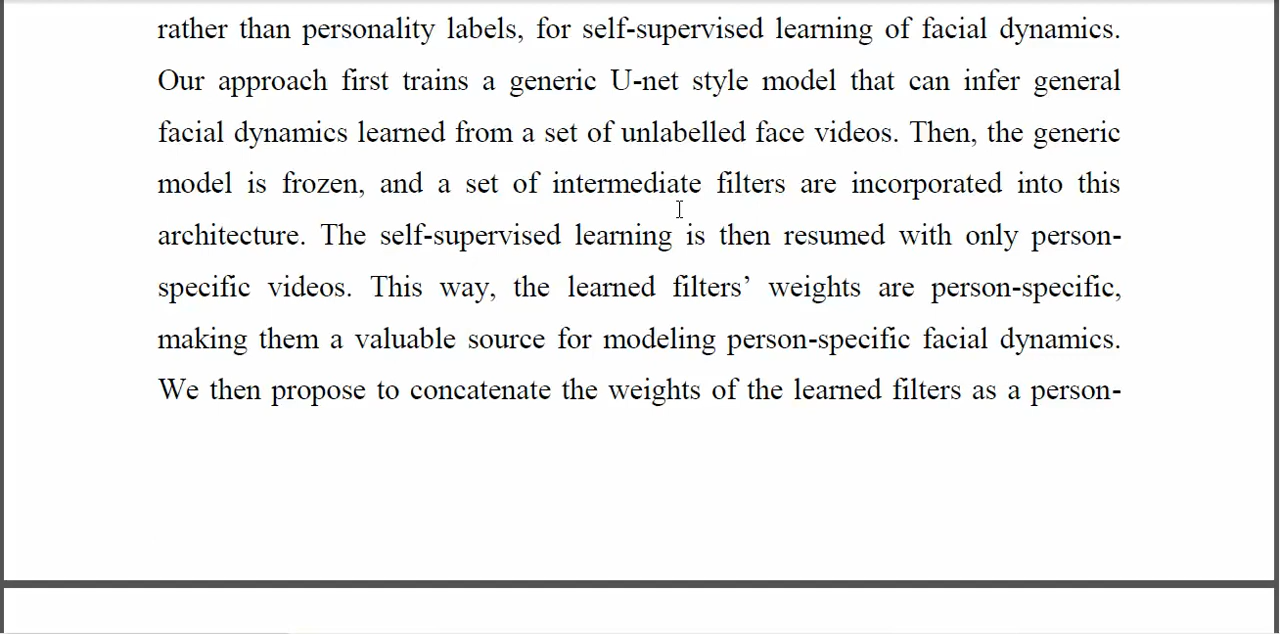 rather than personality labels, for self-supervised learning of facial dynamics.
Our approach first trains a generic U-net style model that can infer general
facial dynamics learned from a set of unlabelled face videos. Then, the generic
model is frozen, and a set of intermediate filters are incorporated into this
architecture. The self-supervised learning is then resumed with only person-
specific videos. This way, the learned filters’ weights are person-specific,
making them a valuable source for modeling person-specific facial dynamics.
We then propose to concatenate the weights of the learned filters as a person-